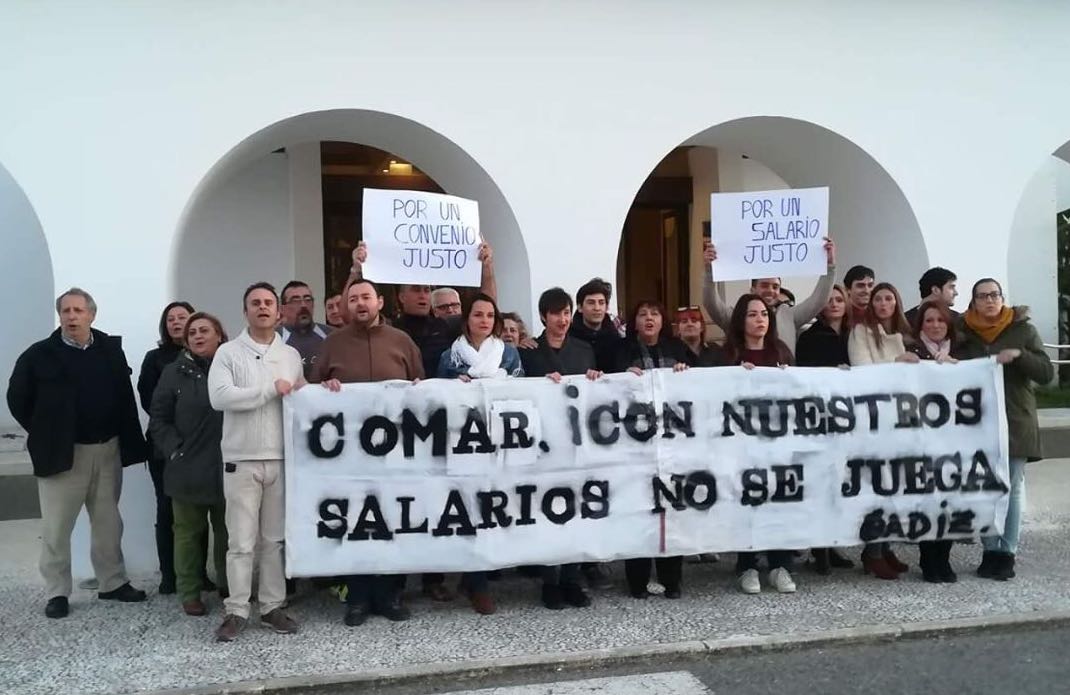 POR UN
CONVENIO
JUSTO
POR UN
SALARIO
JUSTO
COMAR, ¡CON NUESTROS
SALARIOS NO SE JUEGA
CADIZ.